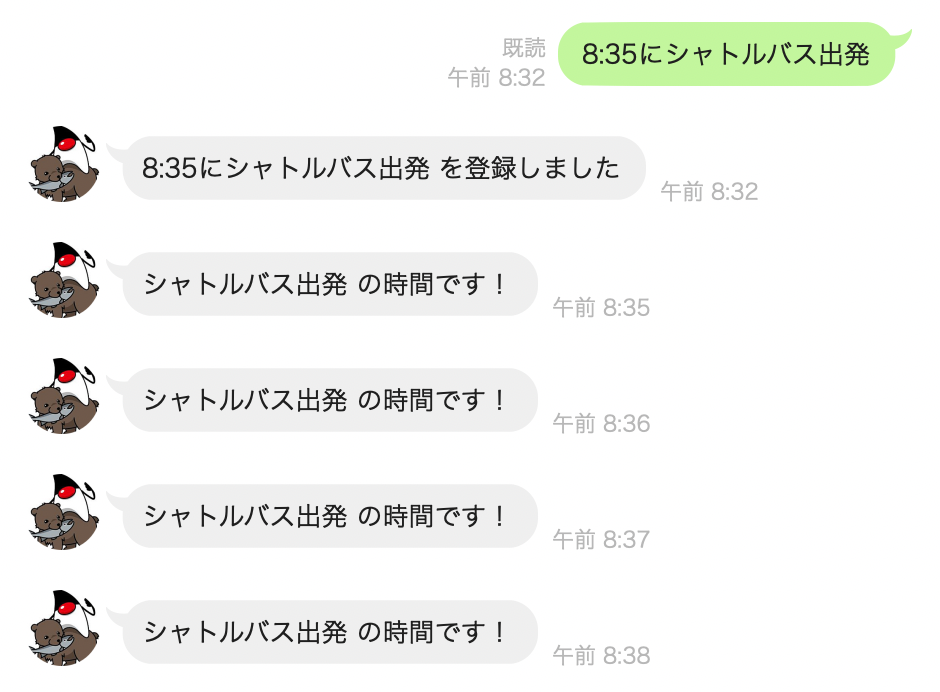 既読
午前 8:32
8:35にシャトルバス出発
8:35にシャトルバス出発 を登録しました
午前 8:32
シャトルバス出発 の時間です！
午前 8:35
シャトルバス出発 の時間です！
午前 8:36
シャトルバス出発 の時間です！
午前 8:37
シャトルバス出発 の時間です！
午前 8:38